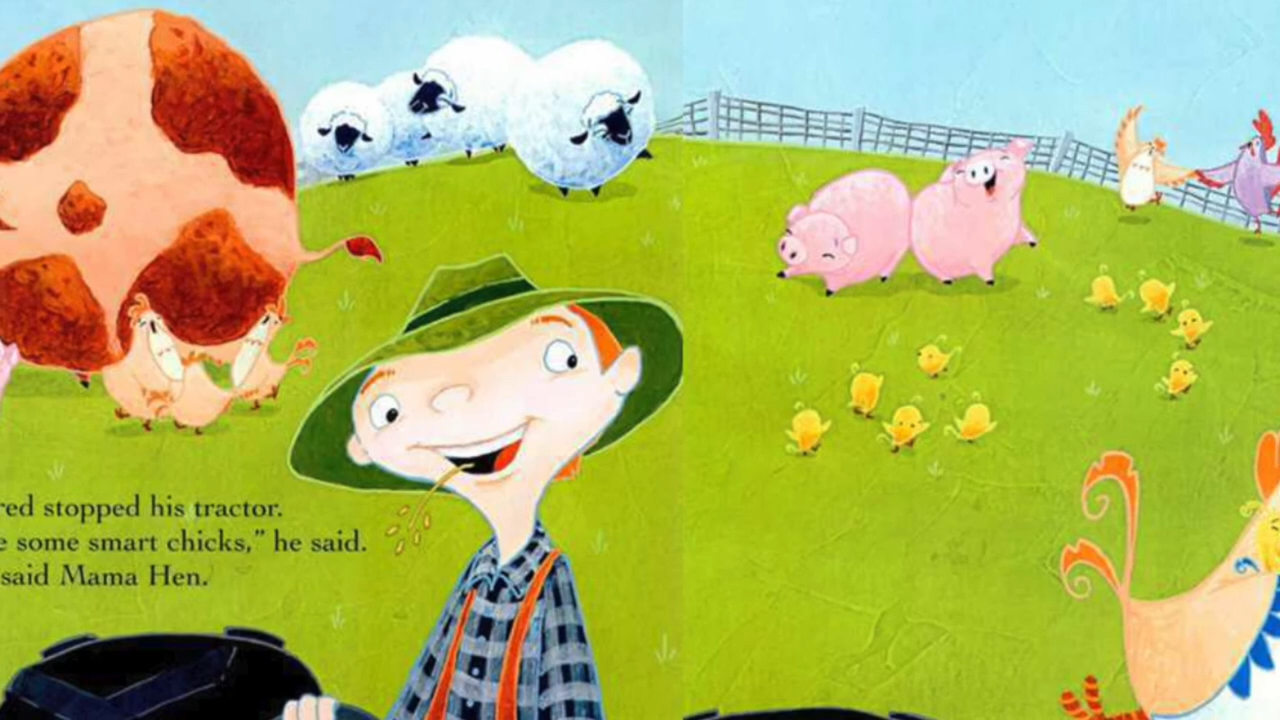 red stopped his tractor.
e some smart chicks,” he said.
said Mama Hen.